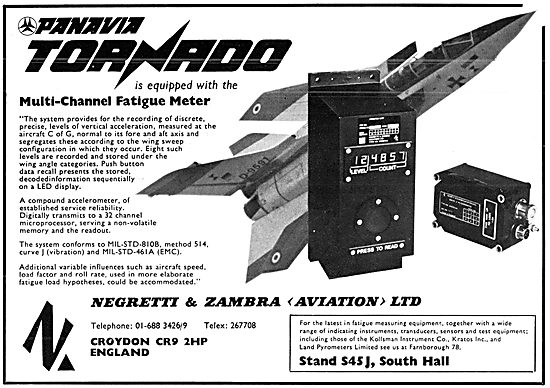 PANAVIA
TORNADO
is equipped with the
Multi-Channel Fatigue Meter
"The system provides for the recording of discrete,
precise, levels of vertical acceleration, measured at the
aircraft C of G, normal to its fore and aft axis and
segregates these according to the wing sweep
configuration in which they occur. Eight such
levels are recorded and stored under the
wing angle categories. Push button
data recall presents the stored,
decodedinformation sequentially
on a LED display.
A compound accelerometer, of
established service reliability.
Digitally transmits to a 32 channel
microprocessor, serving a non-volatile
memory and the readout.
The system conforms to MIL-STD-810B, method 514,
curve J (vibration) and MIL-STD-461A (EMC).
Additional variable influences such as aircraft speed,
load factor and roll rate, used in more elaborate
fatigue load hypotheses, could be accommodated."
124857
LEVEL COUNT
PRESS TO READ
NEGRETTI & ZAMBRA (AVIATION) LTD
Telephone: 01-688 3426/9 Telex: 267708
CROYDON CR9 2HP
ENGLAND
For the latest in fatigue measuring equipment, together with a wide
range of indicating instruments, transducers, sensors and test equipment;
including those of the Kollsman Instrument Co., Kratos Inc., and
Land Pyrometers Limited see us at Farnborough 78.
Stand S45J, South Hall